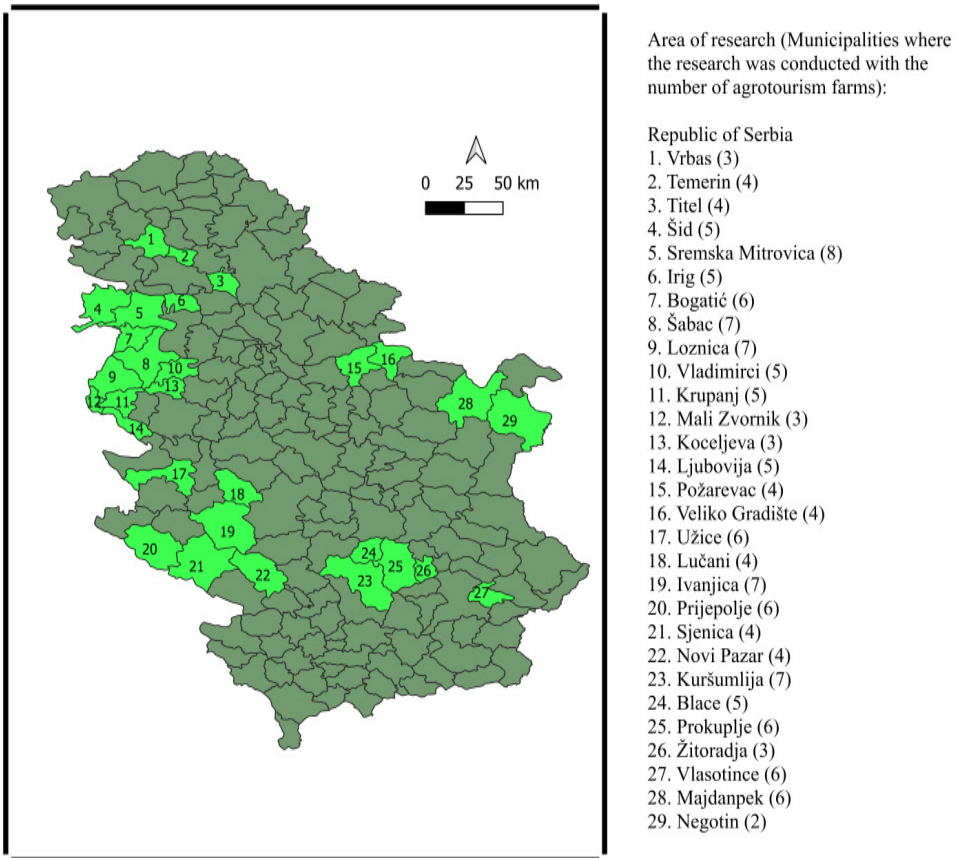 Area of research (Municipalities where
the research was conducted with the
number of agrotourism farms):
Republic of Serbia
1. Vrbas (3)
2. Temerin (4)
3. Titel (4)
4. Šid (5)
5. Sremska Mitrovica (8)
6. Irig (5)
7. Bogatić (6)
8. Šabac (7)
9. Loznica (7)
10. Vladimirci (5)
11. Krupanj (5)
12. Mali Zvornik (3)
13. Koceljeva (3)
14. Ljubovija (5)
15. Požarevac (4)
16. Veliko Gradište (4)
17. Užice (6)
18. Lučani (4)
19. Ivanjica (7)
20. Prijepolje (6)
21. Sjenica (4)
22. Novi Pazar (4)
23. Kuršumlija (7)
24. Blace (5)
25. Prokuplje (6)
26. Žitoradja (3)
27. Vlasotince (6)
28. Majdanpek (6)
29. Negotin (2)
0 25 50 km
1
2
3
4
5
6
7
8
9
10
11
12
13
14
15
16
17
18
19
20
21
22
23
24
25
26
27
28
29